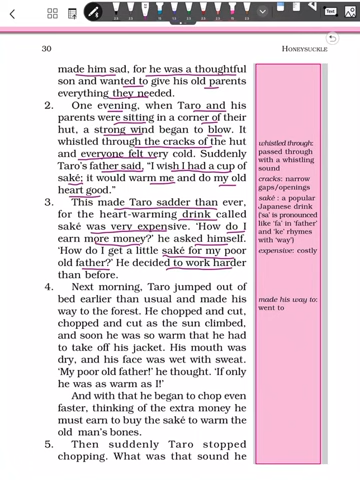 Text
30
HONEYSUCKLE
made him sad, for he was a thoughtful
son and wanted to give his old parents
everything they needed.
2. One evening, when Taro and his
parents were sitting in a corner of their
hut, a strong wind began to blow. It
whistled through the cracks of the hut
and everyone felt very cold. Suddenly
Taro's father said, "I wish I had a cup of
saké; it would warm me and do my old
heart good."
3. This made Taro sadder than ever,
for the heart-warming drink called
saké was very expensive. 'How do I
earn more money?' he asked himself.
'How do I get a little saké for my poor
old father?' He decided to work harder
than before.
4. Next morning, Taro jumped out of
bed earlier than usual and made his
way to the forest. He chopped and cut,
chopped and cut as the sun climbed,
and soon he was so warm that he had
to take off his jacket. His mouth was
dry, and his face was wet with sweat.
'My poor old father!' he thought. 'If only
he was as warm as I!'
And with that he began to chop even
faster, thinking of the extra money he
must earn to buy the saké to warm the
old man's bones.
5. Then suddenly Taro stopped
chopping. What was that sound he
whistled through:
passed through
with a whistling
sound
cracks: narrow
gaps/openings
saké : a popular
Japanese drink
('sa' is pronounced
like 'fa' in 'father'
and 'ke' rhymes
with 'way')
expensive: costly
made his way to:
went to